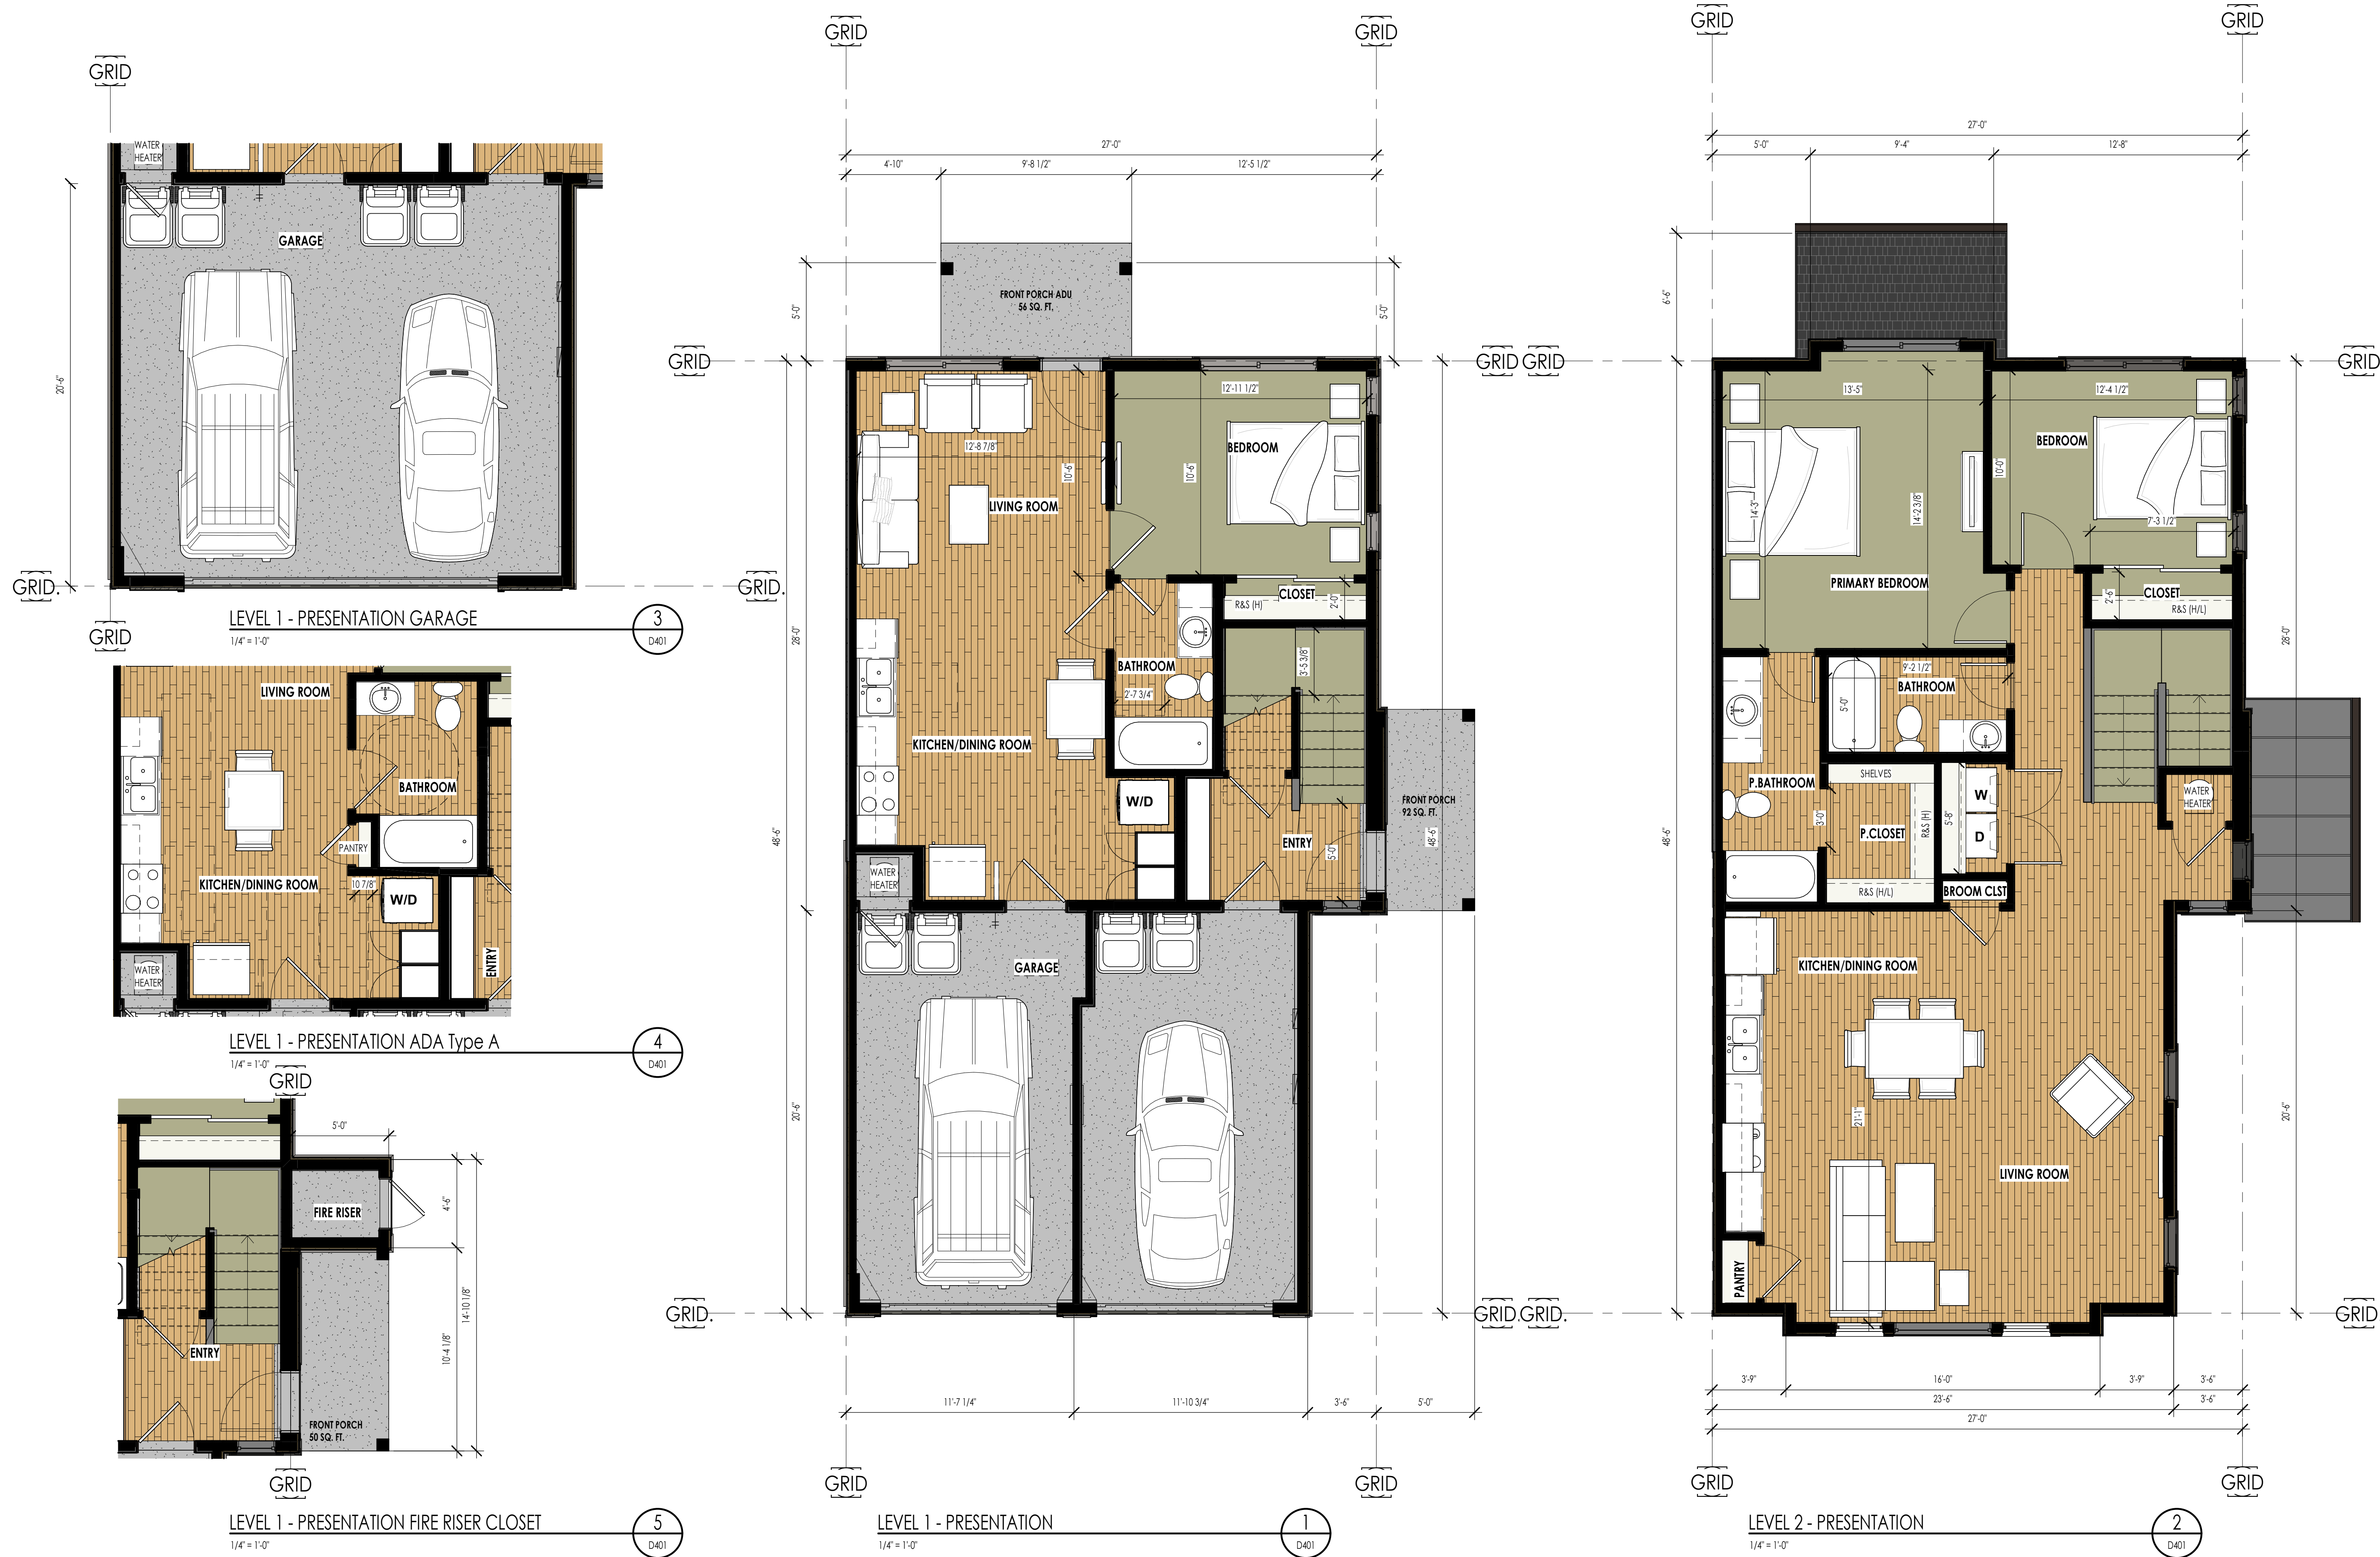 GRID
WATER
HEATER
GARAGE
20'-6"
GRID.
GRID.
LEVEL 1 - PRESENTATION GARAGE
1/4" = 1'-0"
3
D401
GRID
LIVING ROOM
BATHROOM
PANTRY
KITCHEN/DINING ROOM
10 7/8"
W/D
WATER
HEATER
ENTRY
LEVEL 1 - PRESENTATION ADA Type A
1/4" = 1'-0"
4
D401
GRID
5'-0"
4'-6"
FIRE RISER
14'-10 1/8"
10'-4 1/8"
ENTRY
FRONT PORCH
50 SQ. FT.
GRID
LEVEL 1 - PRESENTATION FIRE RISER CLOSET
1/4" = 1'-0"
5
D401
GRID
GRID
27'-0"
4'-10"
9'-8 1/2"
12'-5 1/2"
FRONT PORCH ADU
56 SQ. FT.
5'-0"
5'-0"
GRID
GRID
12'-11 1/2"
BEDROOM
12'-8 7/8"
10'-6"
10'-6"
LIVING ROOM
CLOSET
R&S (H)
2'-0"
28'-0"
3'-5 3/8"
BATHROOM
2'-7 3/4"
KITCHEN/DINING ROOM
W/D
FRONT PORCH
92 SQ. FT.
48'-6"
48'-6"
ENTRY
5'-0"
WATER
HEATER
GARAGE
20'-6"
GRID.
GRID.
11'-7 1/4"
11'-10 3/4"
3'-6"
5'-0"
GRID
GRID
LEVEL 1 - PRESENTATION
1/4" = 1'-0"
1
D401
GRID
GRID
27'-0"
5'-0"
9'-4"
12'-8"
6'-6"
GRID
GRID
13'-5"
12'-4 1/2"
BEDROOM
10'-0"
14'-3"
14'-2 3/8"
7'-3 1/2"
PRIMARY BEDROOM
2'-6"
CLOSET
R&S (H/L)
28'-0"
9'-2 1/2"
BATHROOM
5'-0"
SHELVES
P.BATHROOM
W
WATER
HEATER
3'-0"
R&S (H)
5'-8"
P.CLOSET
D
48'-6"
R&S (H/L)
BROOM CLST
KITCHEN/DINING ROOM
21'-1"
20'-6"
LIVING ROOM
PANTRY
GRID.
GRID
3'-9"
16'-0"
3'-9"
3'-6"
23'-6"
3'-6"
27'-0"
GRID
GRID
LEVEL 2 - PRESENTATION
1/4" = 1'-0"
2
D401